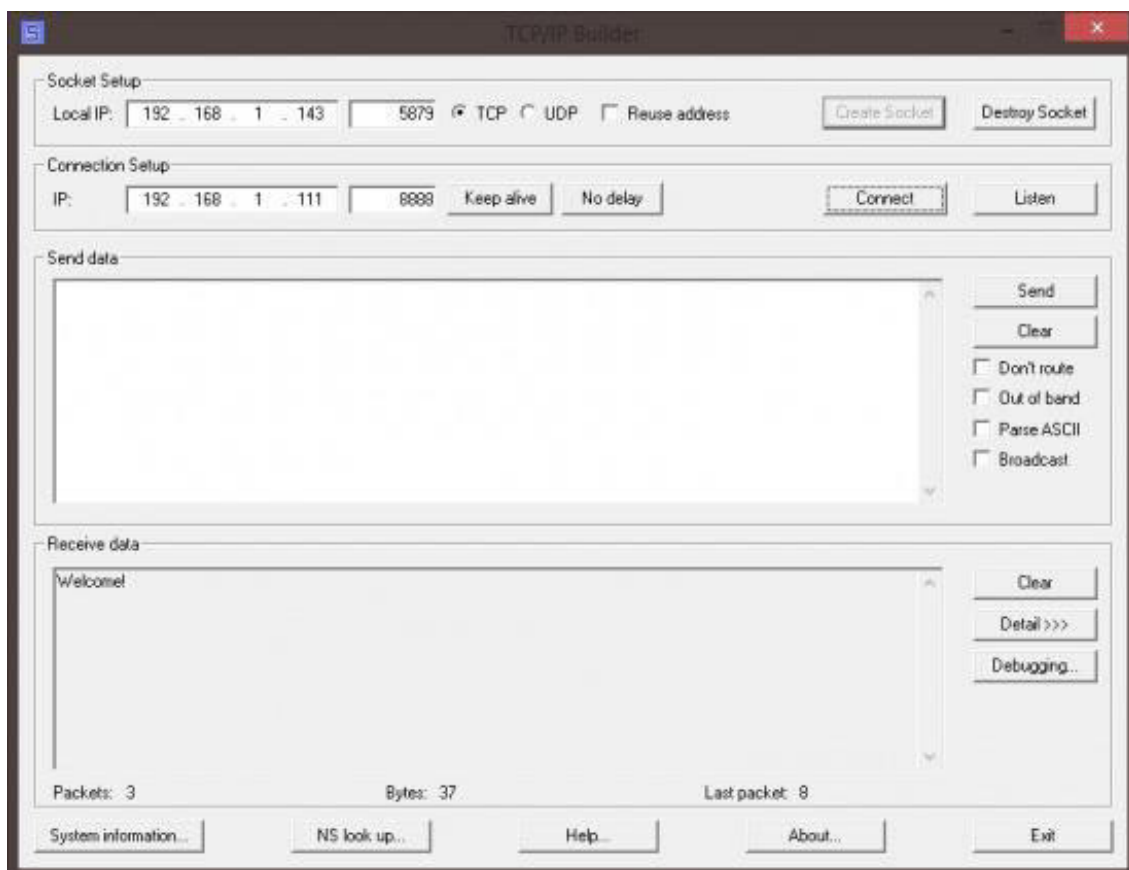 TCP/IP Builder
Socket Setup
Local IP: 192 . 168 . 1 . 143 5879 TCP UDP Reuse address Create Socket Destroy Socket
Connection Setup
IP: 192 . 168 . 1 . 111 8888 Keep alive No delay Connect Listen
Send data
Send
Clear
Don't route
Out of band
Parse ASCII
Broadcast
Receive data
Welcome!
Clear
Detail >>>
Debugging...
Packets: 3 Bytes: 37 Last packet: 8
System information... NS look up... Help... About... Exit